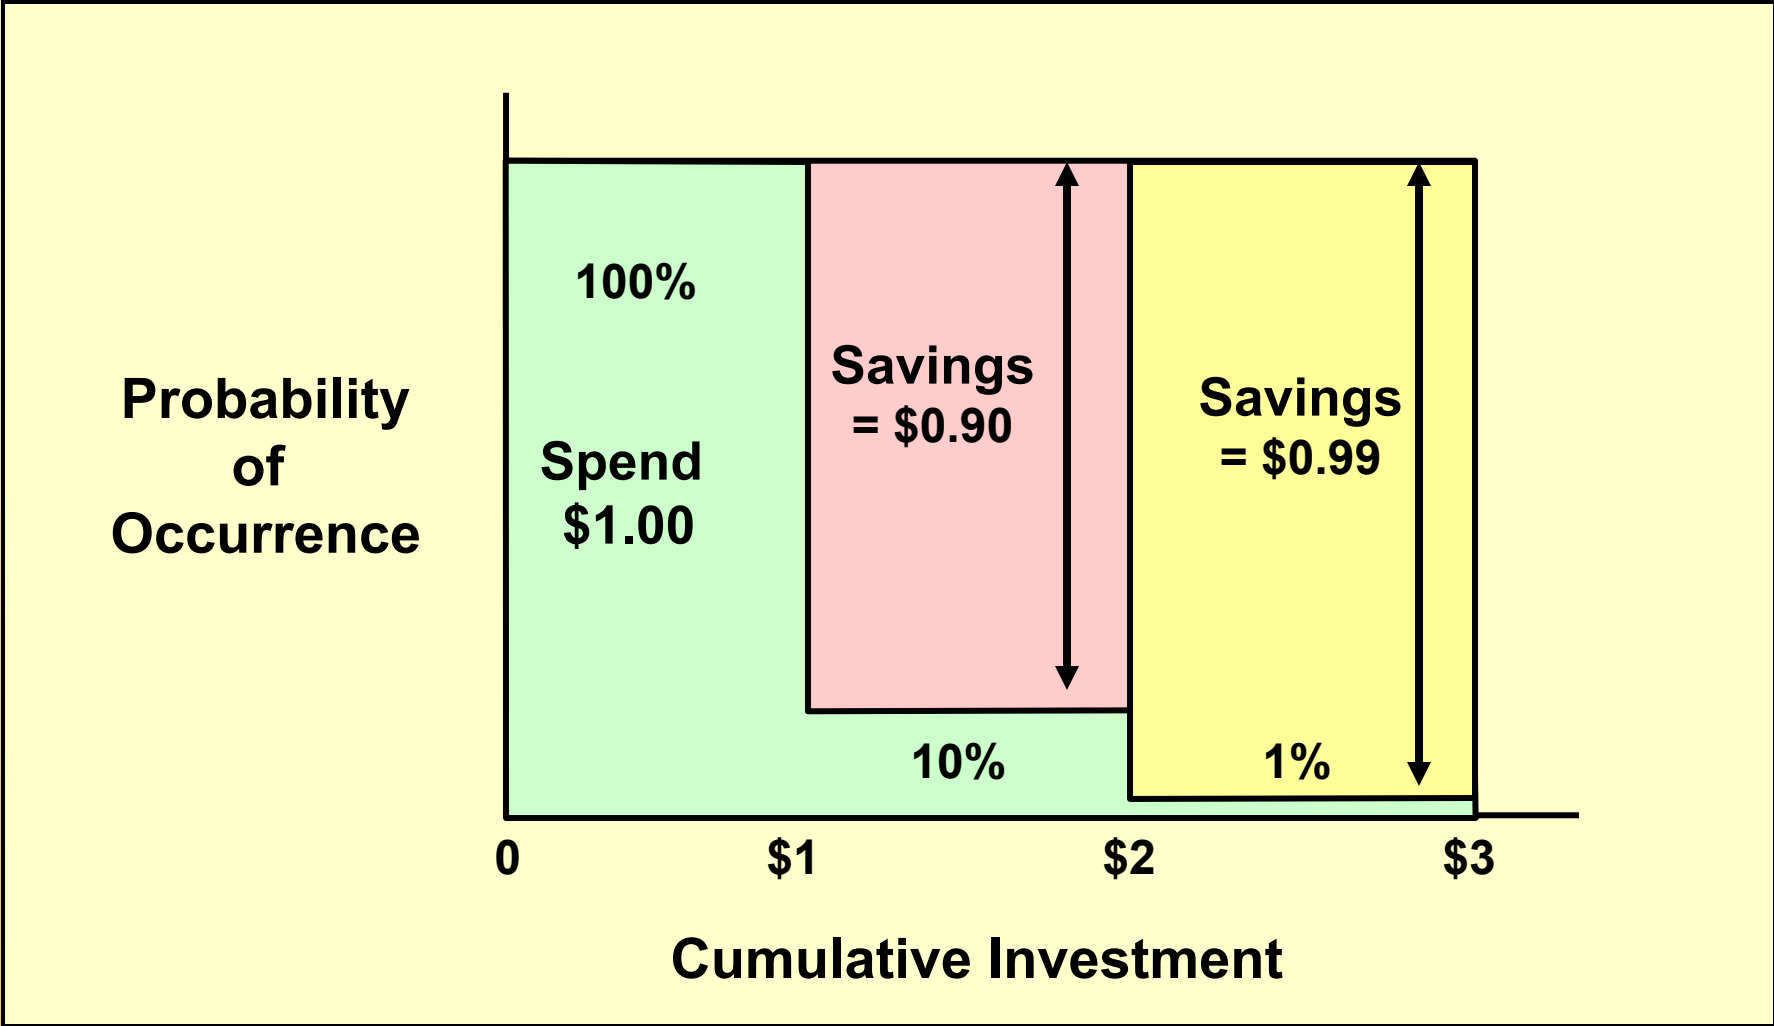 Probability
of
Occurrence
100%
Spend
$1.00
Savings
= $0.90
Savings
= $0.99
10%
1%
0
$1
$2
$3
Cumulative Investment